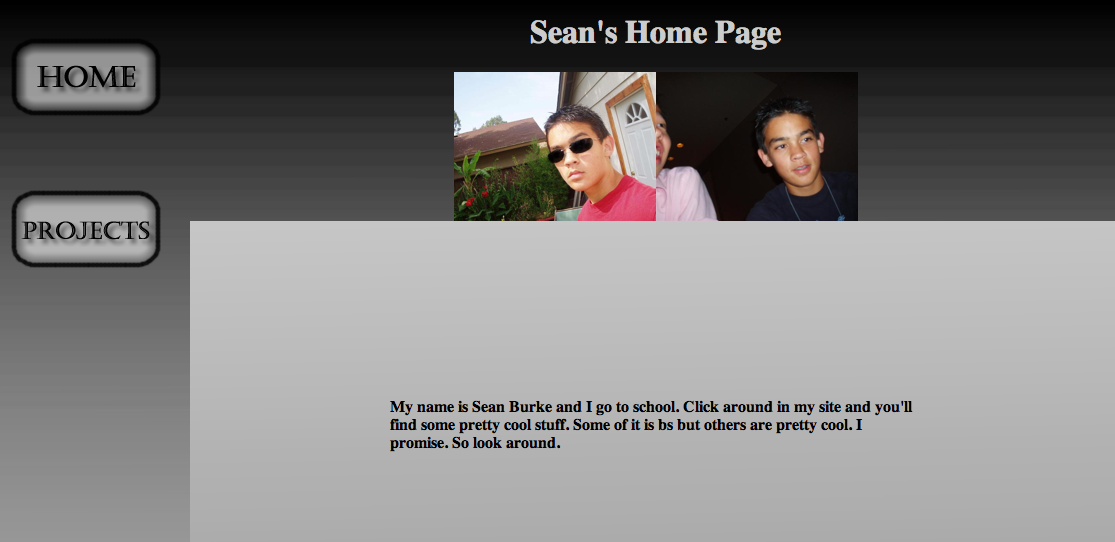 Sean's Home Page
HOME
PROJECTS
My name is Sean Burke and I go to school. Click around in my site and you'll
find some pretty cool stuff. Some of it is bs but others are pretty cool. I
promise. So look around.